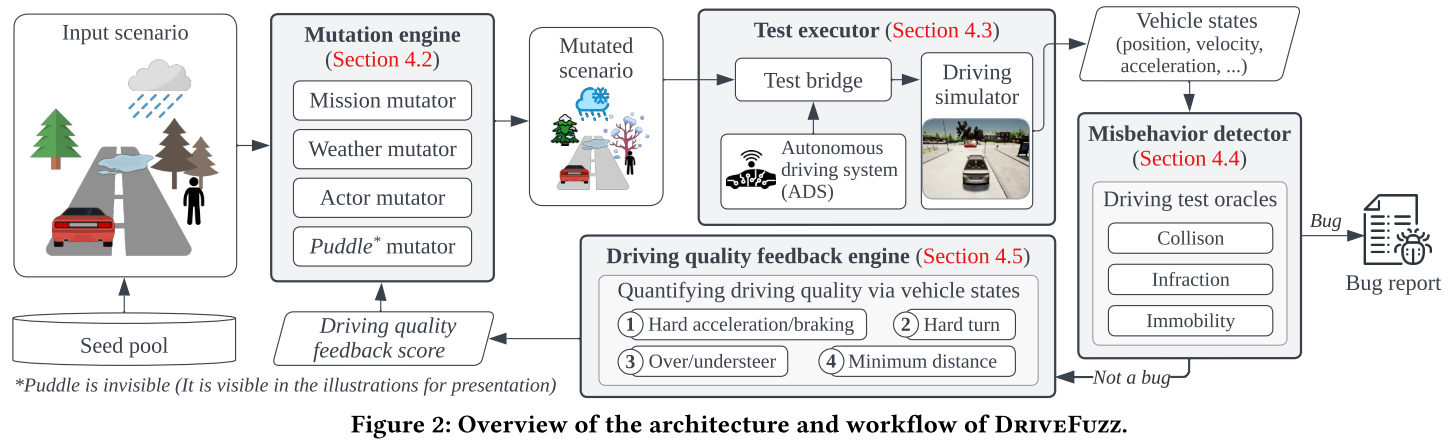 Input scenario
Seed pool
*Puddle is invisible (It is visible in the illustrations for presentation)
Mutation engine
(Section 4.2)
Mission mutator
Weather mutator
Actor mutator
Puddle* mutator
Driving quality
feedback score
Mutated
scenario
Test executor (Section 4.3)
Test bridge
Autonomous
driving system
(ADS)
Driving
simulator
Vehicle states
(position, velocity,
acceleration, ...)
Misbehavior detector
(Section 4.4)
Driving test oracles
Collison
Infraction
Immobility
Bug
Bug report
Not a bug
Driving quality feedback engine (Section 4.5)
Quantifying driving quality via vehicle states
1 Hard acceleration/braking
2 Hard turn
3 Over/understeer
4 Minimum distance
Figure 2: Overview of the architecture and workflow of DRIVEFUZZ.